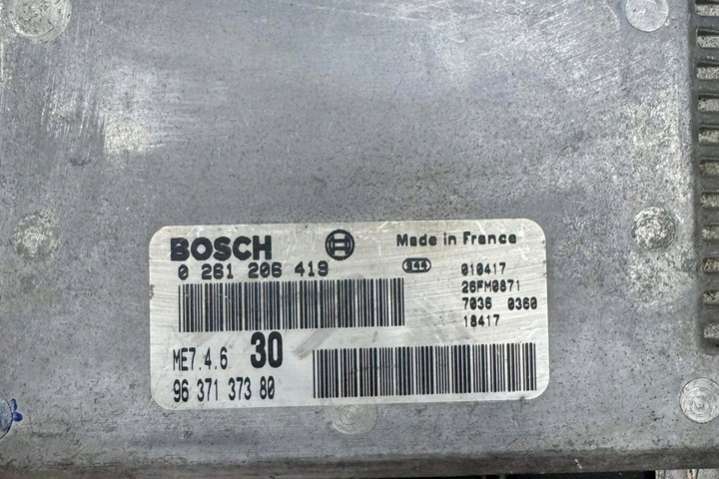 BOSCH
Made in France
0 261 206 419
010417
26FM0871
7036 0360
18417
ME7.4.6 30
96 371 373 80